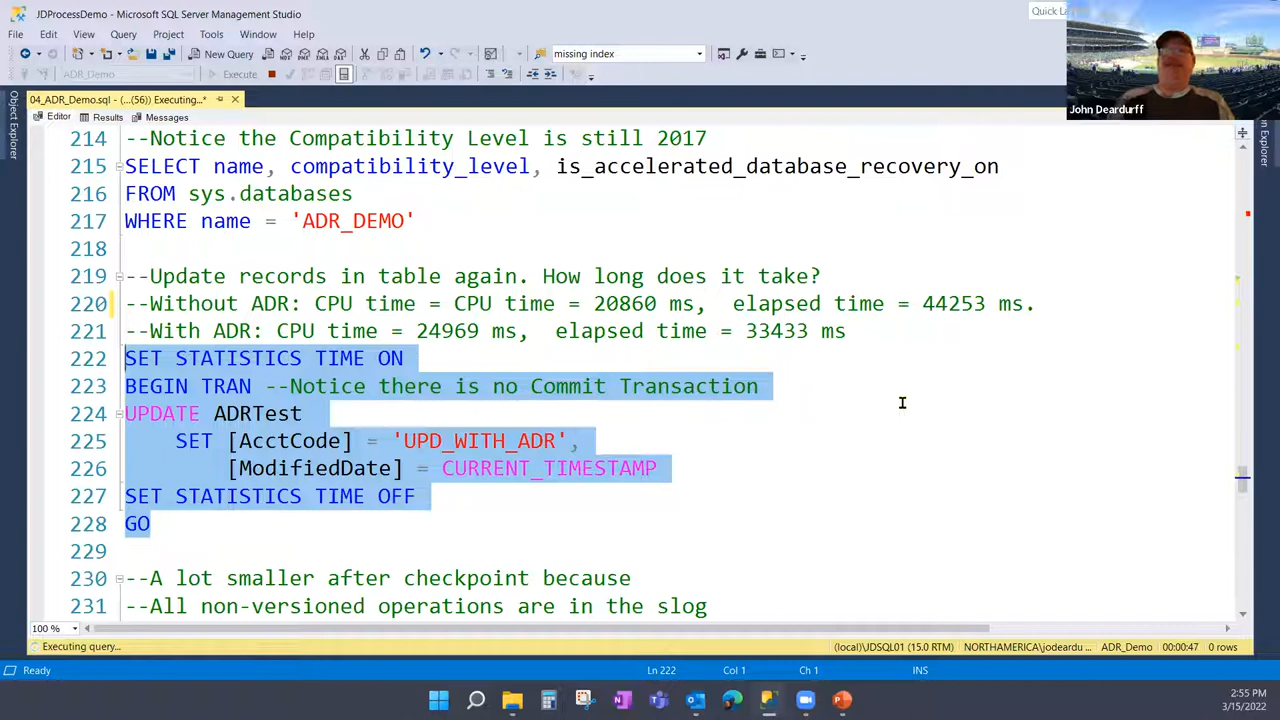 JDProcessDemo - Microsoft SQL Server Management Studio
Quick La
File Edit View Query Project Tools Window Help
New Query
missing index
ADR_Demo
Execute
John Deardurff
04_ADR_Demo.sql - (...(56)) Executing...*
Editor Results Messages
Object Explorer
214 --Notice the Compatibility Level is still 2017
215 SELECT name, compatibility_level, is_accelerated_database_recovery_on
216 FROM sys.databases
217 WHERE name = 'ADR_DEMO'
218
219 --Update records in table again. How long does it take?
220 --Without ADR: CPU time = CPU time = 20860 ms,  elapsed time = 44253 ms.
221 --With ADR: CPU time = 24969 ms,  elapsed time = 33433 ms
222 SET STATISTICS TIME ON
223 BEGIN TRAN --Notice there is no Commit Transaction
224 UPDATE ADRTest
225     SET [AcctCode] = 'UPD_WITH_ADR',
226         [ModifiedDate] = CURRENT_TIMESTAMP
227 SET STATISTICS TIME OFF
228 GO
229
230 --A lot smaller after checkpoint because
231 --All non-versioned operations are in the slog
100 %
Executing query...
(local)\JDSQL01 (15.0 RTM) NORTHAMERICA\jodeardu ... ADR_Demo 00:00:47 0 rows
Ready
Ln 222 Col 1 Ch 1 INS
2:55 PM
3/15/2022